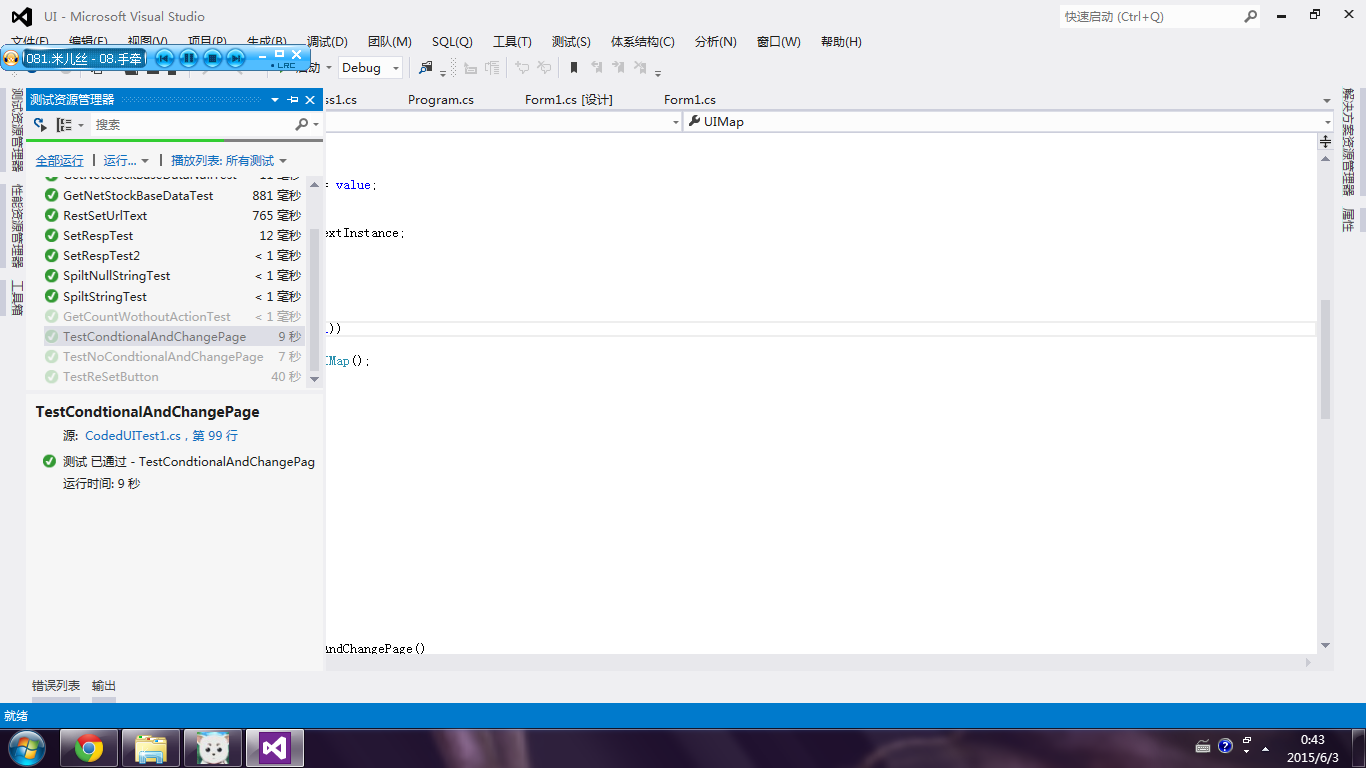 UI - Microsoft Visual Studio
快速启动 (Ctrl+Q)
文件(F) 编辑(E) 视图(V) 项目(P) 生成(B) 调试(D) 团队(M) SQL(Q) 工具(T) 测试(S) 体系结构(C) 分析(N) 窗口(W) 帮助(H)
081.米儿丝 - 08.手牵
LRC
启动 Debug
测试资源管理器
ss1.cs Program.cs Form1.cs [设计] Form1.cs
搜索
UIMap
全部运行 | 运行... | 播放列表: 所有测试
GetNetStockBaseDataNullTest 11 毫秒
GetNetStockBaseDataTest 881 毫秒
RestSetUrlText 765 毫秒
SetRespTest 12 毫秒
SetRespTest2 < 1 毫秒
SpiltNullStringTest < 1 毫秒
SpiltStringTest < 1 毫秒
GetCountWothoutActionTest < 1 毫秒
TestCondtionalAndChangePage 9 秒
TestNoCondtionalAndChangePage 7 秒
TestReSetButton 40 秒
= value;
extInstance;
))
IMap();
AndChangePage()
TestCondtionalAndChangePage
源: CodedUITest1.cs，第 99 行
测试 已通过 - TestCondtionalAndChangePag
运行时间: 9 秒
测试资源管理器
性能资源管理器
工具箱
解决方案资源管理器
属性
错误列表 输出
就绪
0:43
2015/6/3